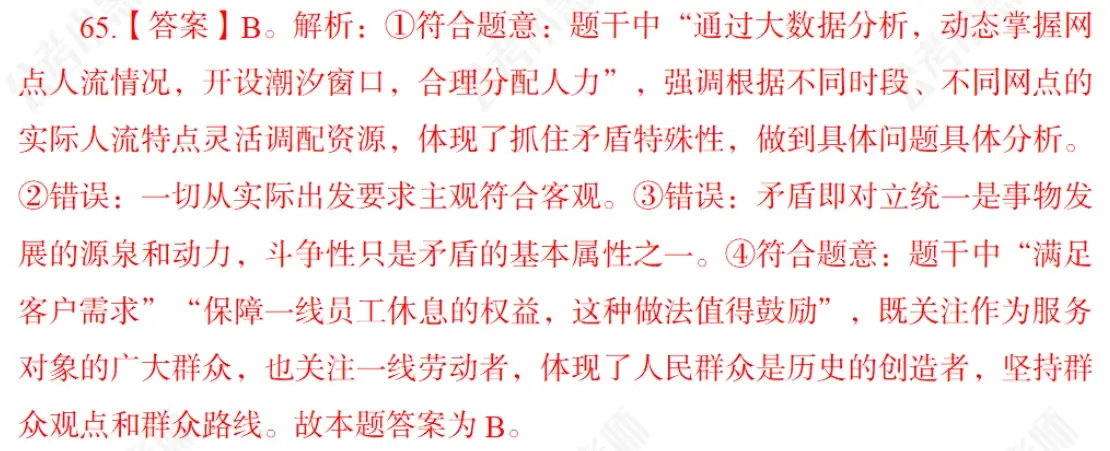 65.【答案】B。解析：①符合题意：题干中“通过大数据分析，动态掌握网
点人流情况，开设潮汐窗口，合理分配人力”，强调根据不同时段、不同网点的
实际人流特点灵活调配资源，体现了抓住矛盾特殊性，做到具体问题具体分析。
②错误：一切从实际出发要求主观符合客观。③错误：矛盾即对立统一是事物发
展的源泉和动力，斗争性只是矛盾的基本属性之一。④符合题意：题干中“满足
客户需求”“保障一线员工休息的权益，这种做法值得鼓励”，既关注作为服务
对象的广大群众，也关注一线劳动者，体现了人民群众是历史的创造者，坚持群
众观点和群众路线。故本题答案为 B。